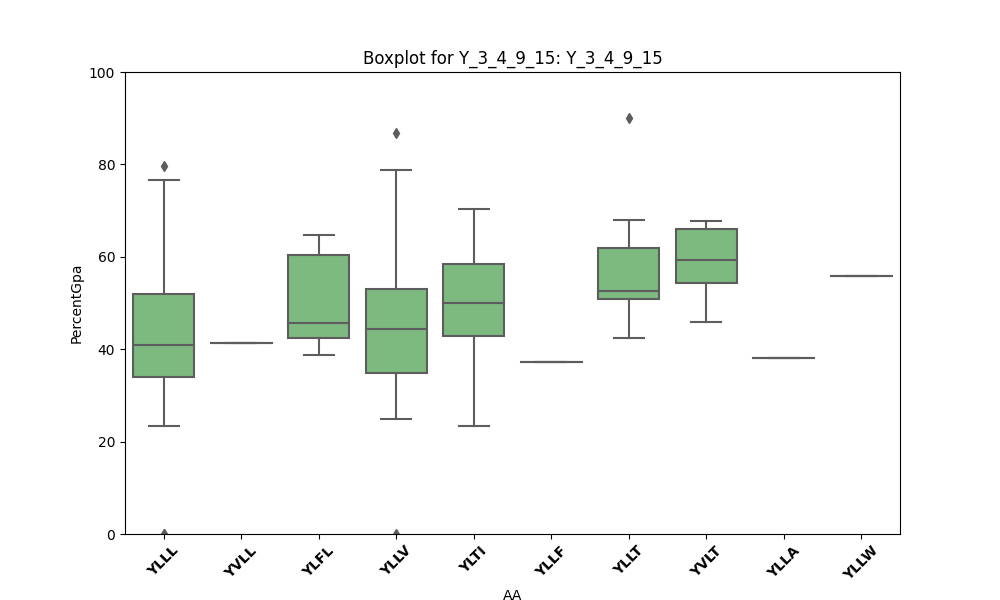 Boxplot for Y_3_4_9_15: Y_3_4_9_15
100
80
60
40
20
0
PercentGpa
YLLL
YVLL
YLFL
YLLV
YLTI
YLLF
YLLT
YVLT
YLLA
YLLW
AA